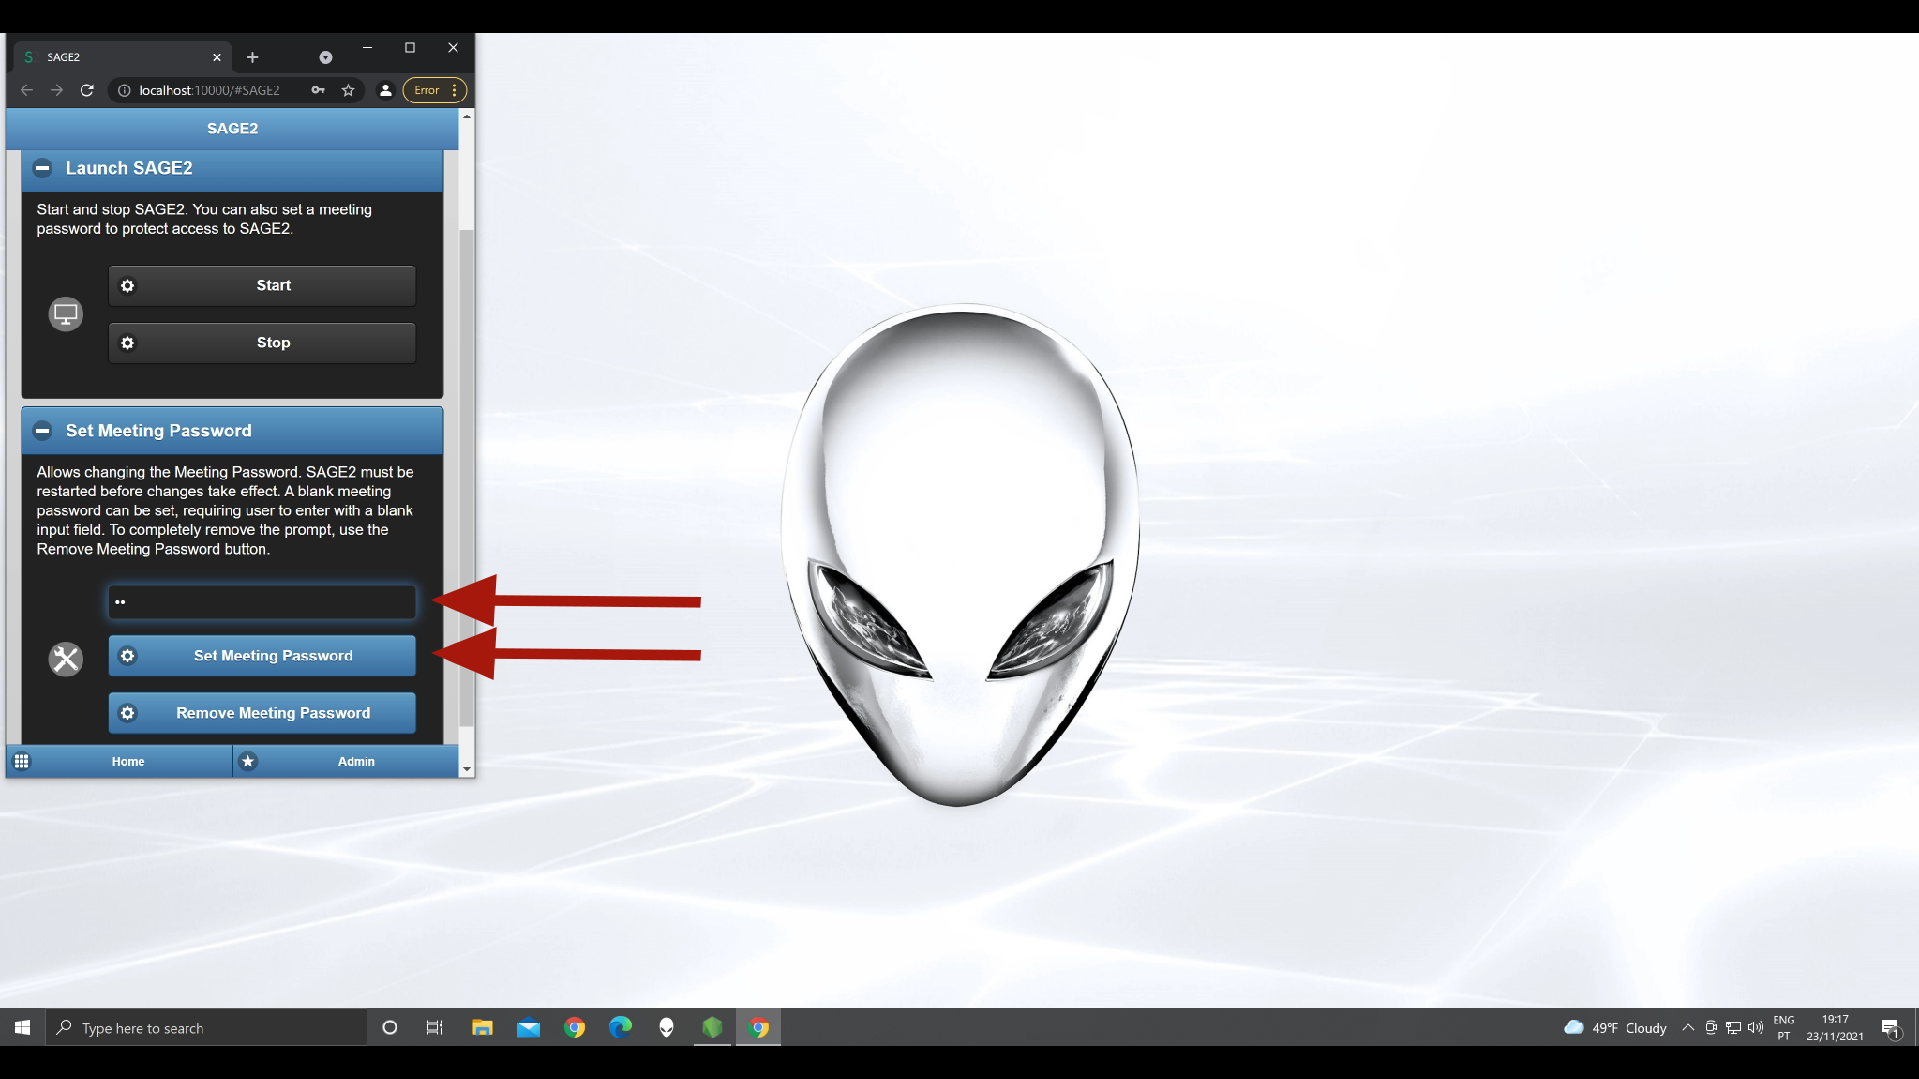 SAGE2
localhost:10000/#SAGE2
Error
SAGE2
Launch SAGE2
Start and stop SAGE2. You can also set a meeting
password to protect access to SAGE2.
Start
Stop
Set Meeting Password
Allows changing the Meeting Password. SAGE2 must be
restarted before changes take effect. A blank meeting
password can be set, requiring user to enter with a blank
input field. To completely remove the prompt, use the
Remove Meeting Password button.
••
Set Meeting Password
Remove Meeting Password
Home
Admin
Type here to search
49°F Cloudy
ENG
PT
19:17
23/11/2021
1